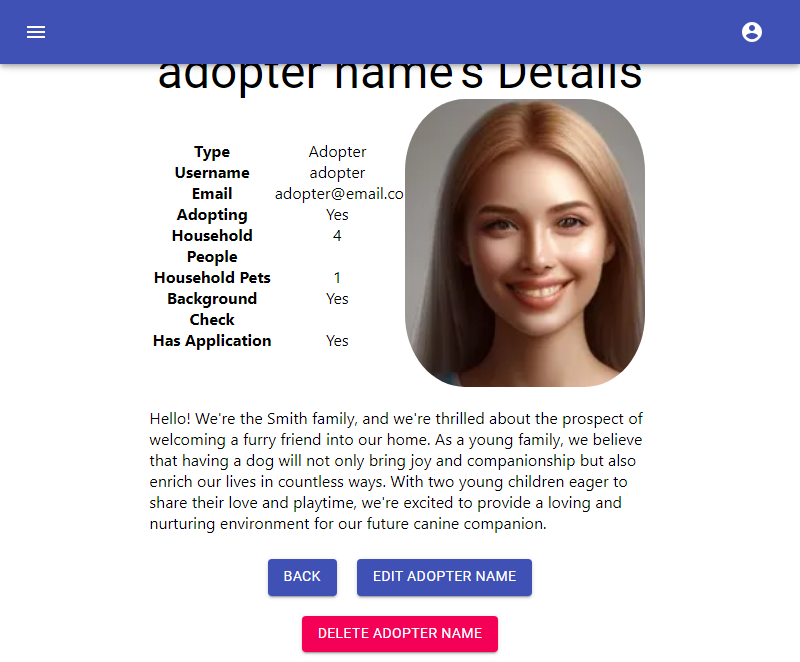 adopter name's Details
Type Adopter
Username adopter
Email adopter@email.co
Adopting Yes
Household 4
People
Household Pets 1
Background Yes
Check
Has Application Yes
Hello! We're the Smith family, and we're thrilled about the prospect of
welcoming a furry friend into our home. As a young family, we believe
that having a dog will not only bring joy and companionship but also
enrich our lives in countless ways. With two young children eager to
share their love and playtime, we're excited to provide a loving and
nurturing environment for our future canine companion.
BACK EDIT ADOPTER NAME
DELETE ADOPTER NAME